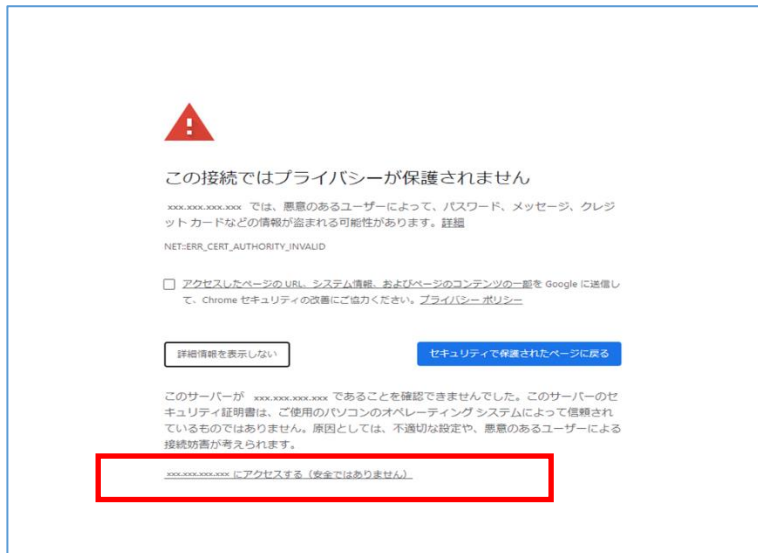 この接続ではプライバシーが保護されません
xxx.xxx.xxx.xxx では、悪意のあるユーザーによって、パスワード、メッセージ、クレジ
ット カードなどの情報が盗まれる可能性があります。詳細
NET::ERR_CERT_AUTHORITY_INVALID
アクセスしたページの URL、システム情報、およびページのコンテンツの一部を Google に送信し
て、Chrome セキュリティの改善にご協力ください。プライバシー ポリシー
詳細情報を表示しない
セキュリティで保護されたページに戻る
このサーバーが xxx.xxx.xxx.xxx であることを確認できませんでした。このサーバーのセ
キュリティ証明書は、ご使用のパソコンのオペレーティング システムによって信頼され
ているものではありません。原因としては、不適切な設定や、悪意のあるユーザーによる
接続妨害が考えられます。
xxx.xxx.xxx.xxx にアクセスする（安全ではありません）